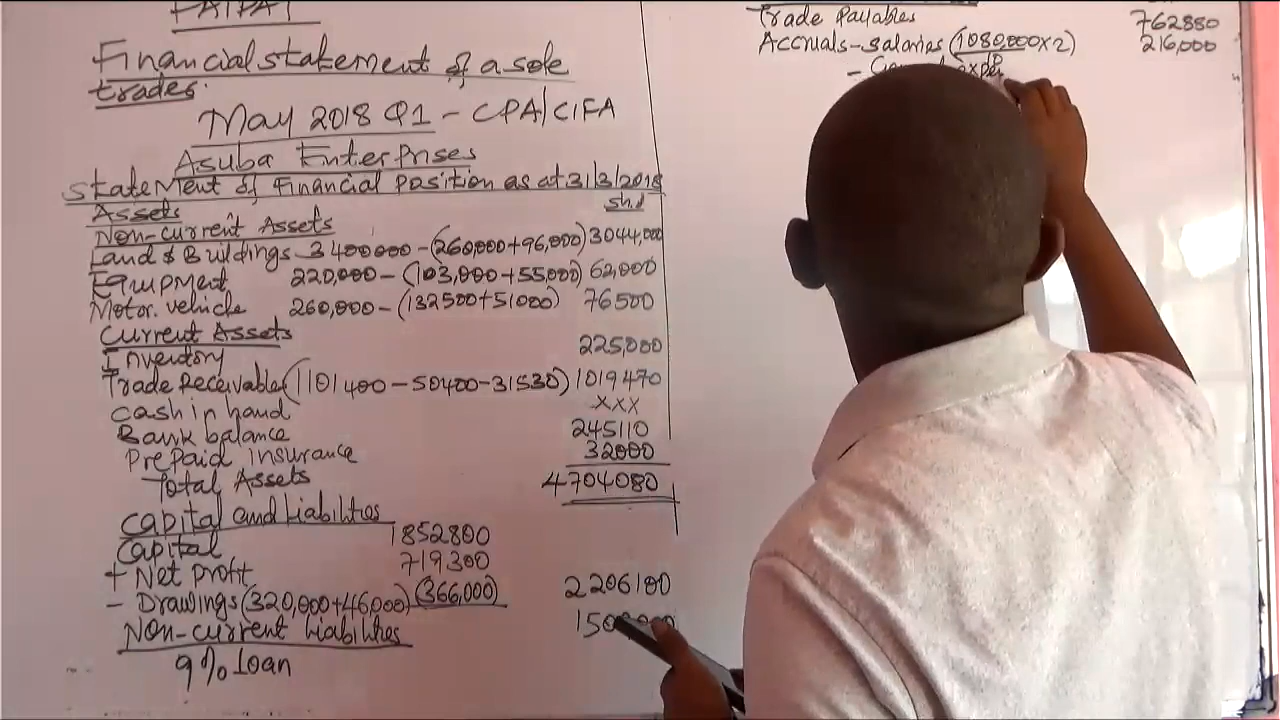 FA1PA1
Financial statement of a sole
trades.
May 2018 Q1 - CPA/CIFA
Asuba Enterprises
Statement of Financial position as at 31/3/2018
Assets
sh.d
Non-current Assets
Land & Buildings 3400000 - (260,000+96,000) 3044,000
Equipment 220,000 - (103,000+55,000) 62,000
Motor. vehicle 260,000 - (132500+51000) 76500
Current Assets
Inventory 225,000
Trade Receivable (1101400 - 50400 - 31530) 1019470
cash in hand xxx
Bank balance 245110
Prepaid insurance 32000
Total Assets 4704080
Capital and Liabilities
Capital 1852800
+ Net profit 719300
- Drawings (320,000+46,000) (366,000) 2206100
Non-current Liabilities
9% loan
Trade Payables 762880
Accruals - salaries (1080,000x2) 216,000